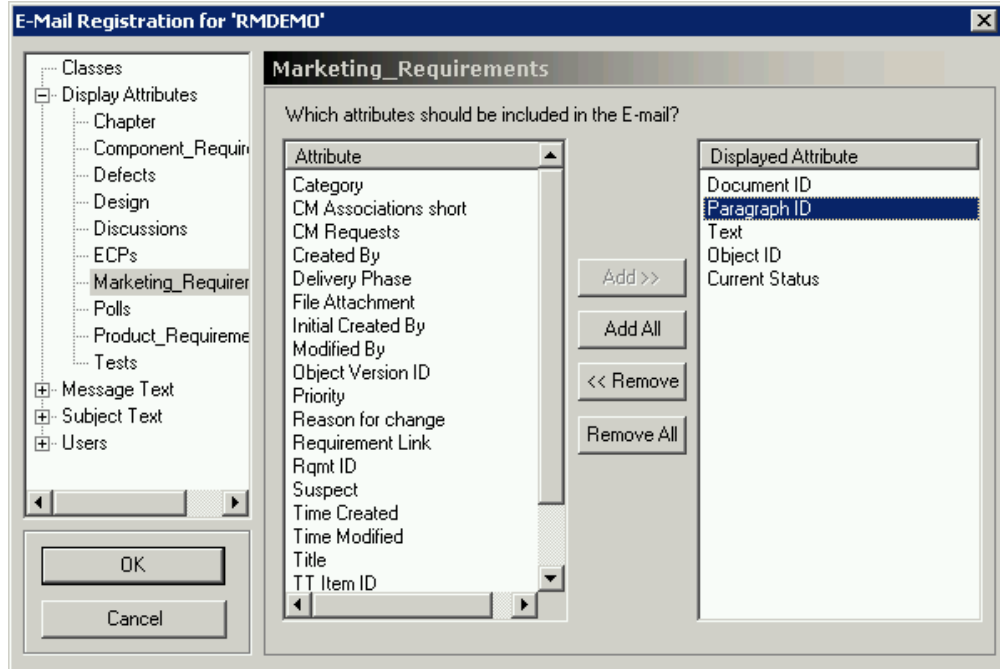 E-Mail Registration for 'RMDEMO'
Classes
Display Attributes
Chapter
Component_Requir
Defects
Design
Discussions
ECPs
Marketing_Requirer
Polls
Product_Requireme
Tests
Message Text
Subject Text
Users
OK
Cancel
Marketing_Requirements
Which attributes should be included in the E-mail?
Attribute
Category
CM Associations short
CM Requests
Created By
Delivery Phase
File Attachment
Initial Created By
Modified By
Object Version ID
Priority
Reason for change
Requirement Link
Rqmt ID
Suspect
Time Created
Time Modified
Title
TT Item ID
Add >>
Add All
<< Remove
Remove All
Displayed Attribute
Document ID
Paragraph ID
Text
Object ID
Current Status